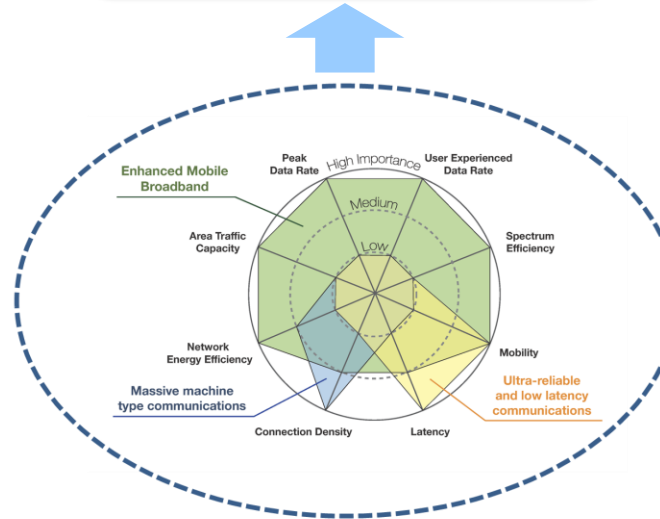 Peak
Data Rate
High Importance
User Experienced
Data Rate
Enhanced Mobile
Broadband
Medium
Area Traffic
Capacity
Spectrum
Efficiency
Low
Network
Energy Efficiency
Mobility
Massive machine
type communications
Ultra-reliable
and low latency
communications
Connection Density
Latency